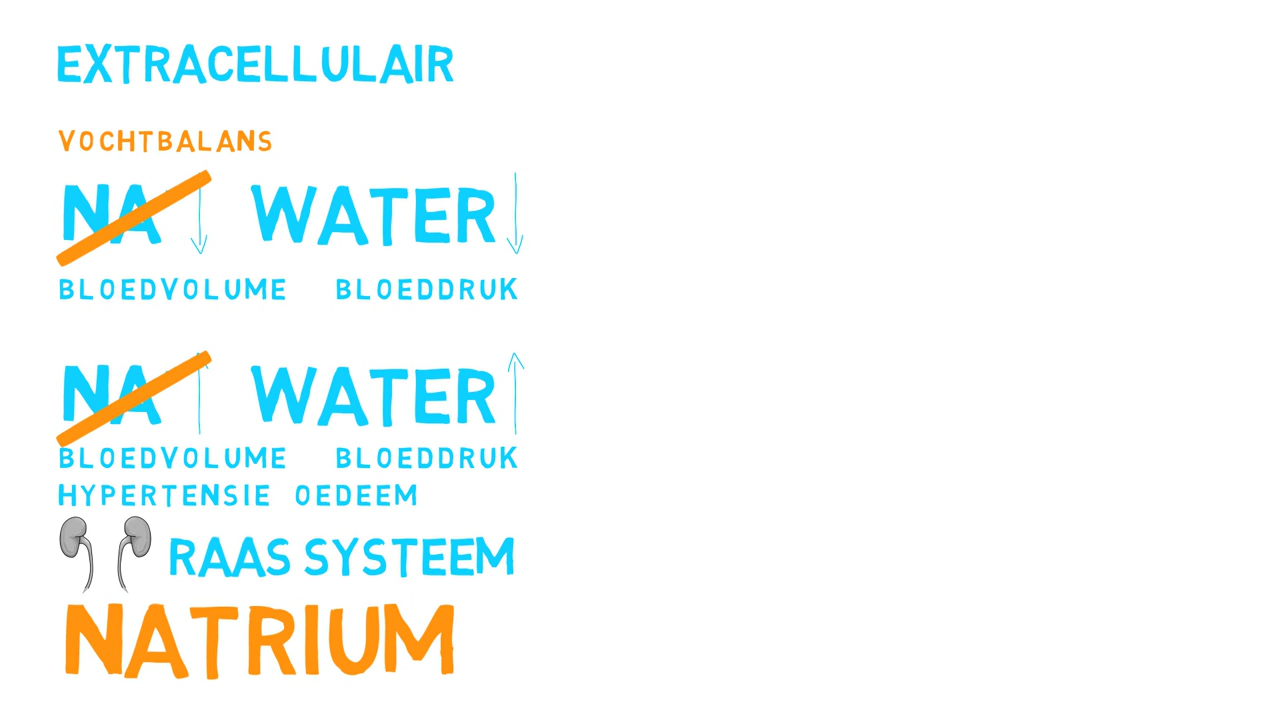 EXTRACELLULAIR
VOCHTBALANS
NA WATER
BLOEDVOLUME BLOEDDRUK
NA WATER
BLOEDVOLUME BLOEDDRUK
HYPERTENSIE OEDEEM
RAAS SYSTEEM
NATRIUM